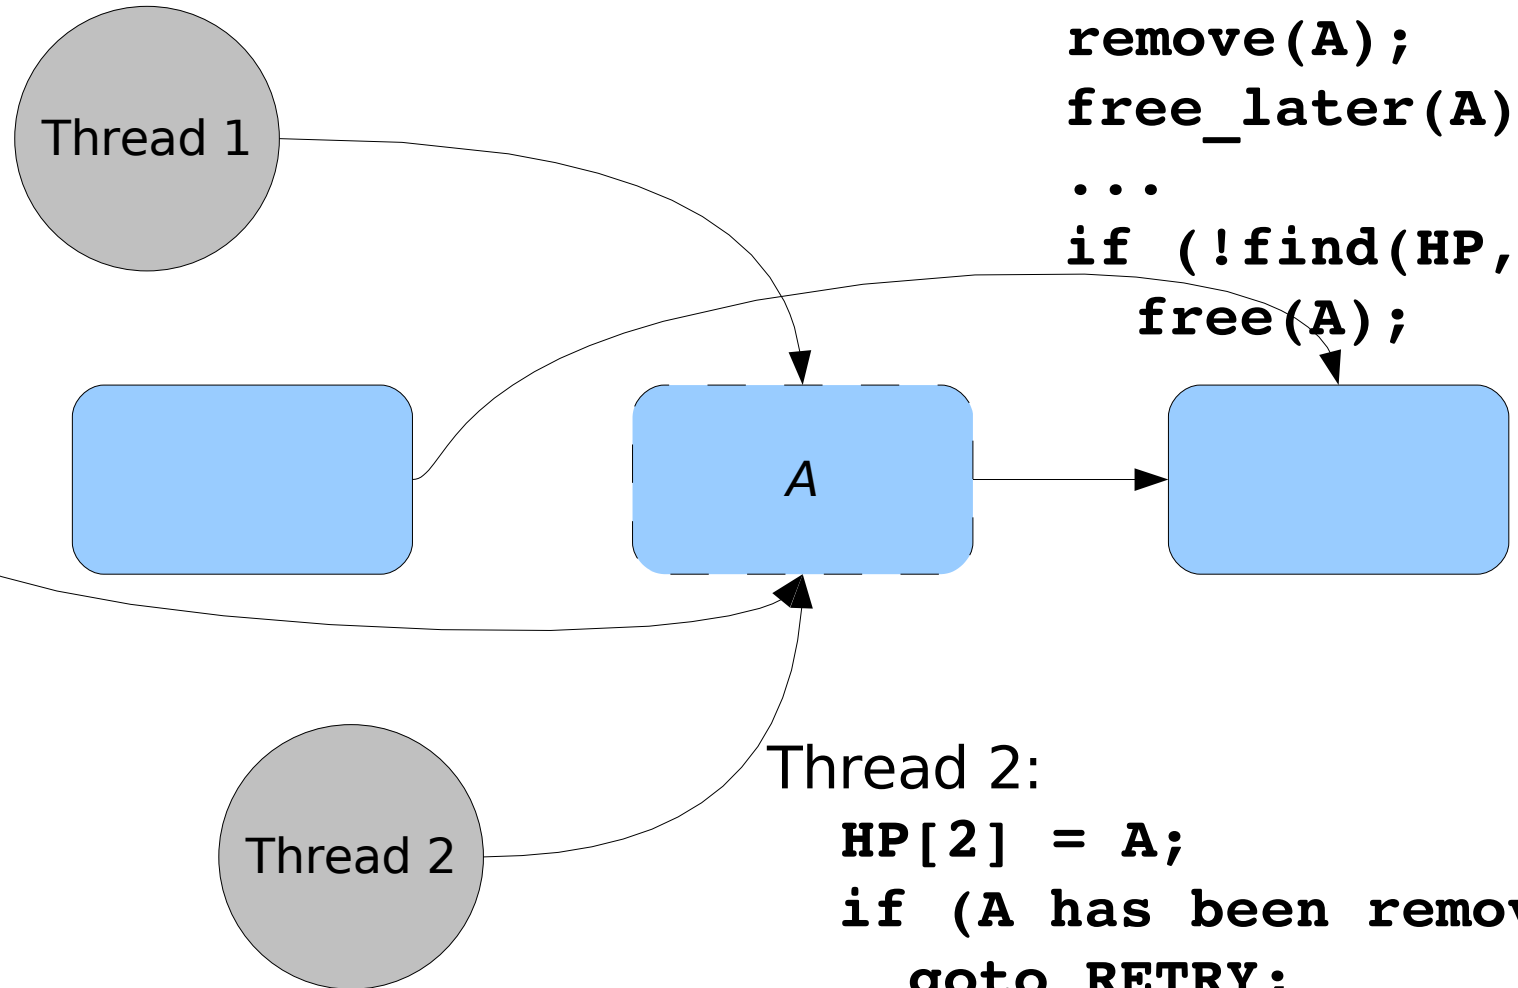 remove(A);
free_later(A)
...
if (!find(HP,
free(A);
Thread 1
A
Thread 2:
HP[2] = A;
Thread 2
if (A has been remov
goto RETRY;